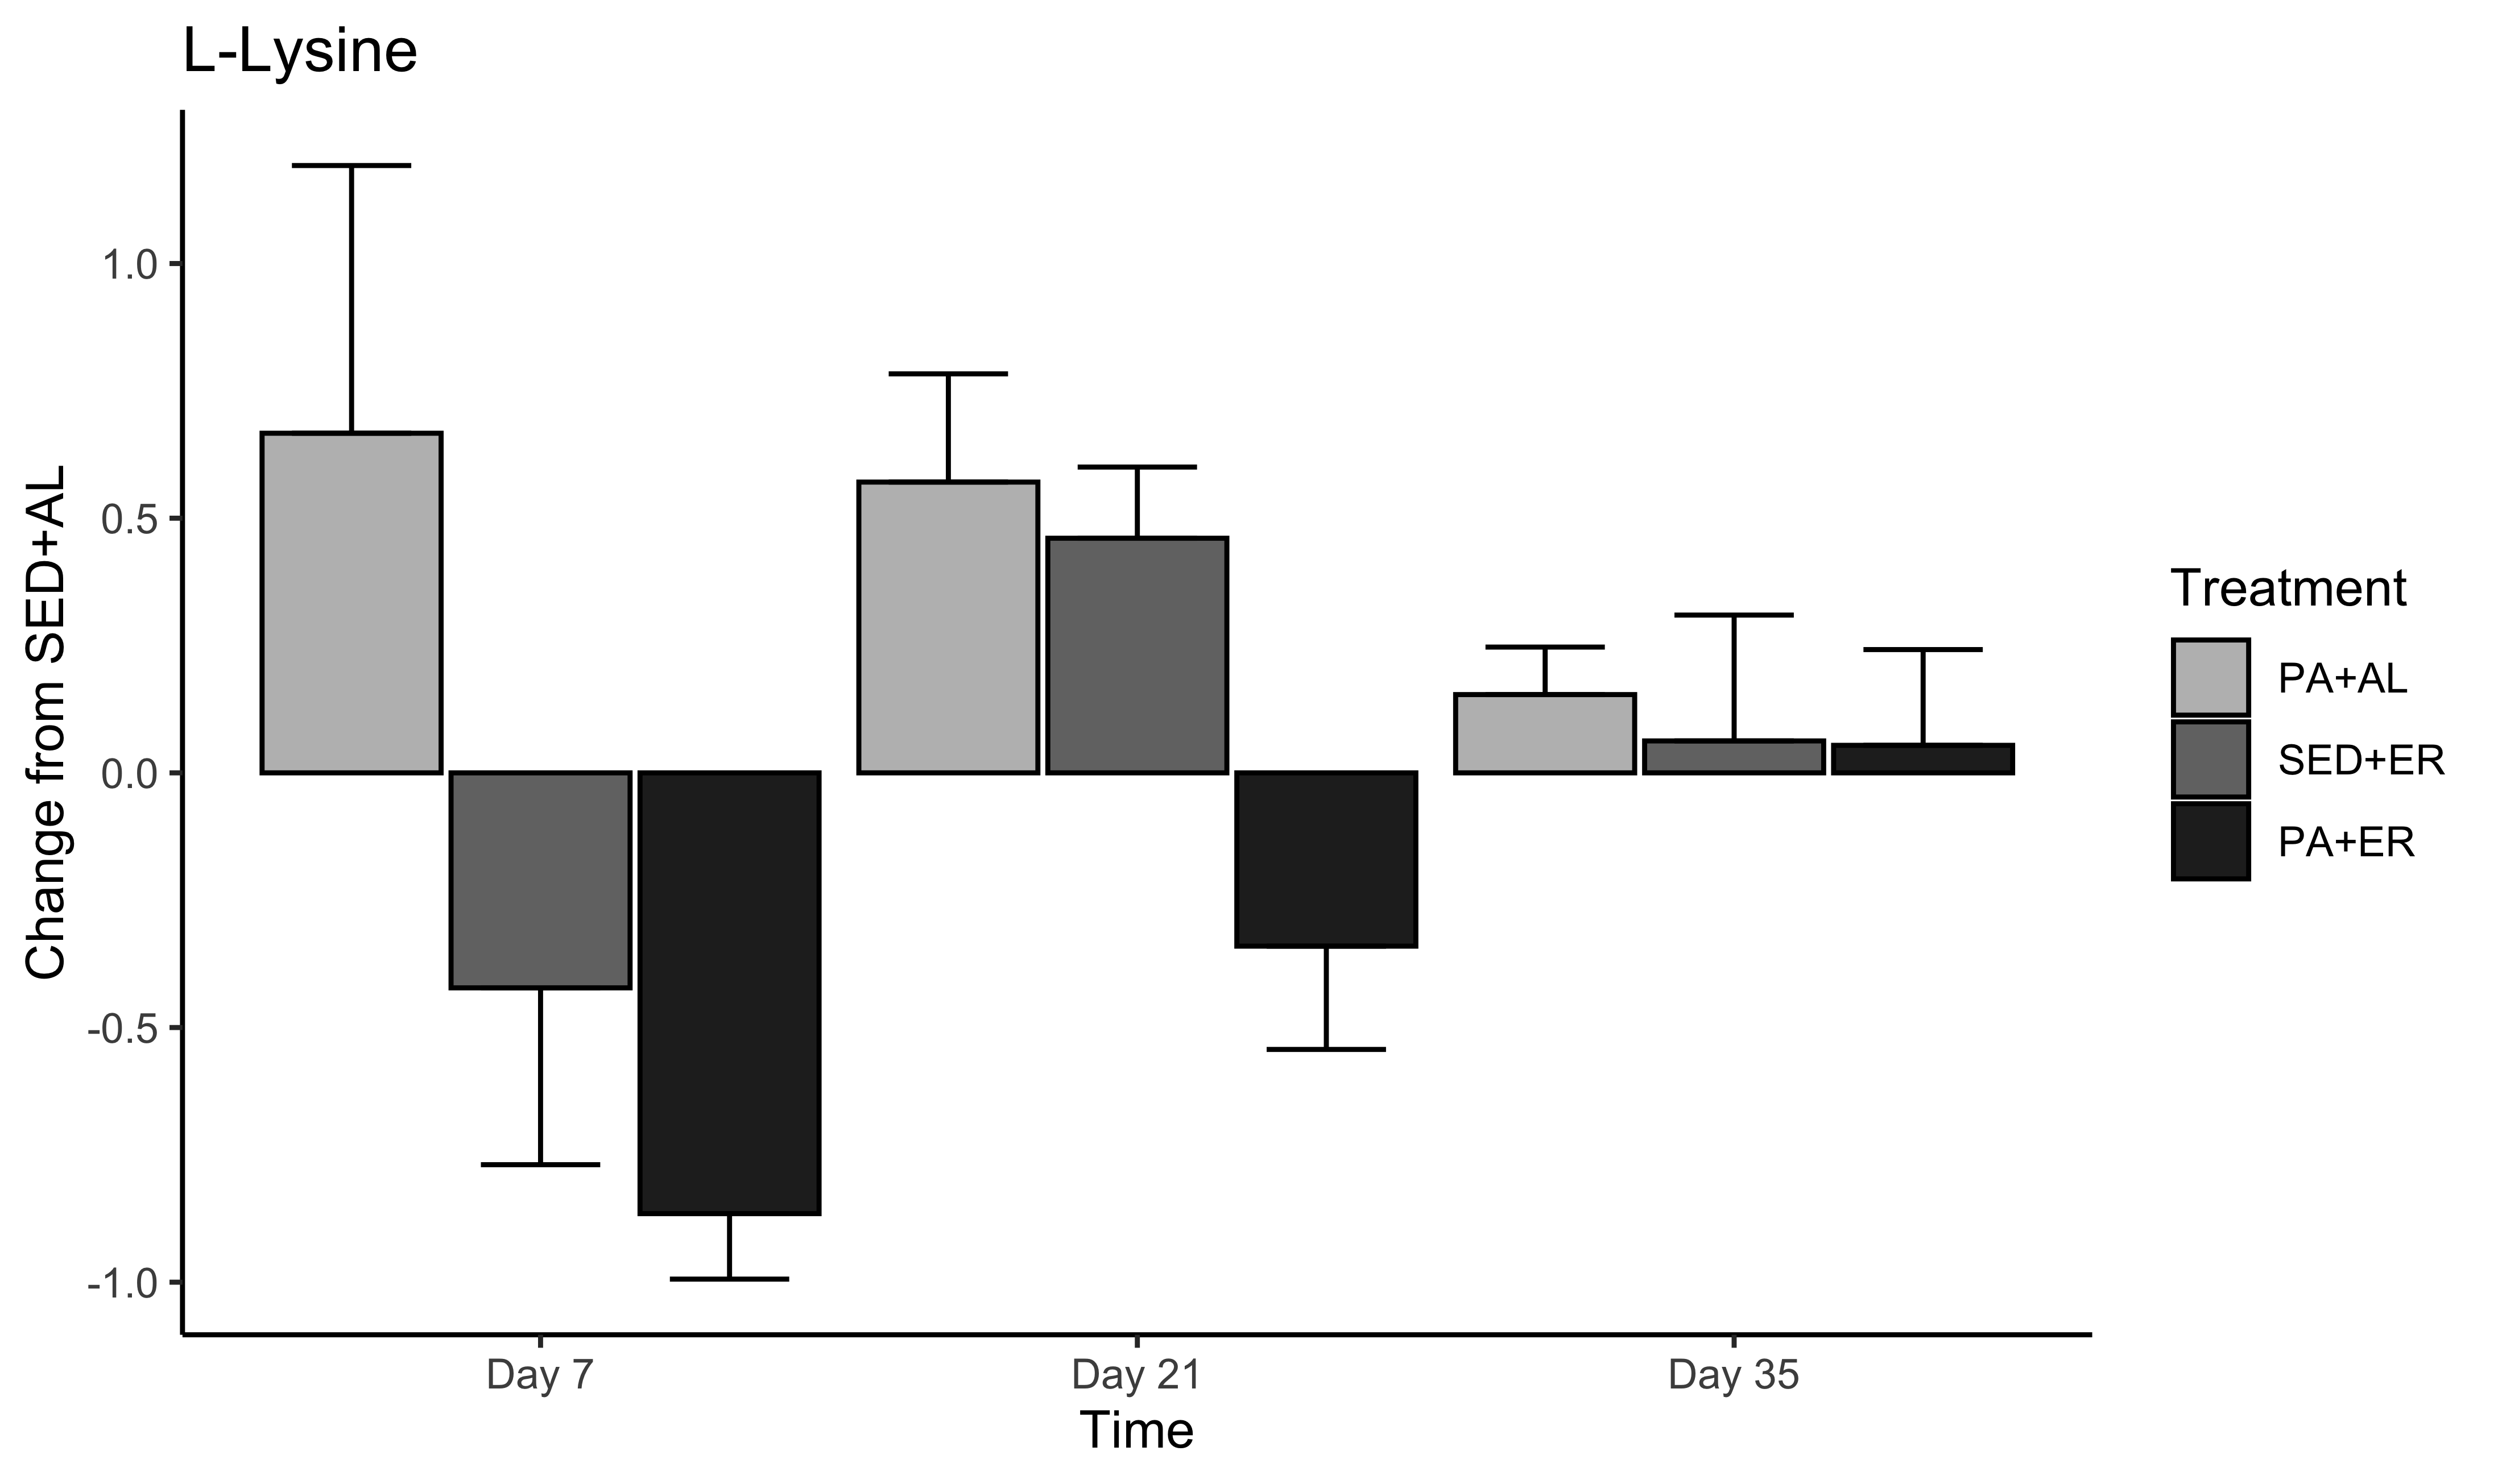 L-Lysine
Change from SED+AL
1.0
0.5
0.0
-0.5
-1.0
Day 7
Day 21
Day 35
Time
Treatment
PA+AL
SED+ER
PA+ER